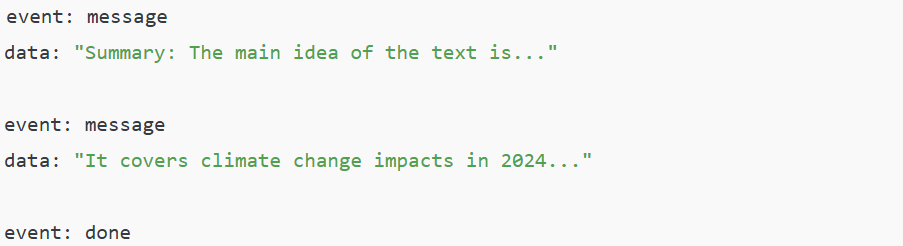 event: message
data: "Summary: The main idea of the text is..."
event: message
data: "It covers climate change impacts in 2024..."
event: done